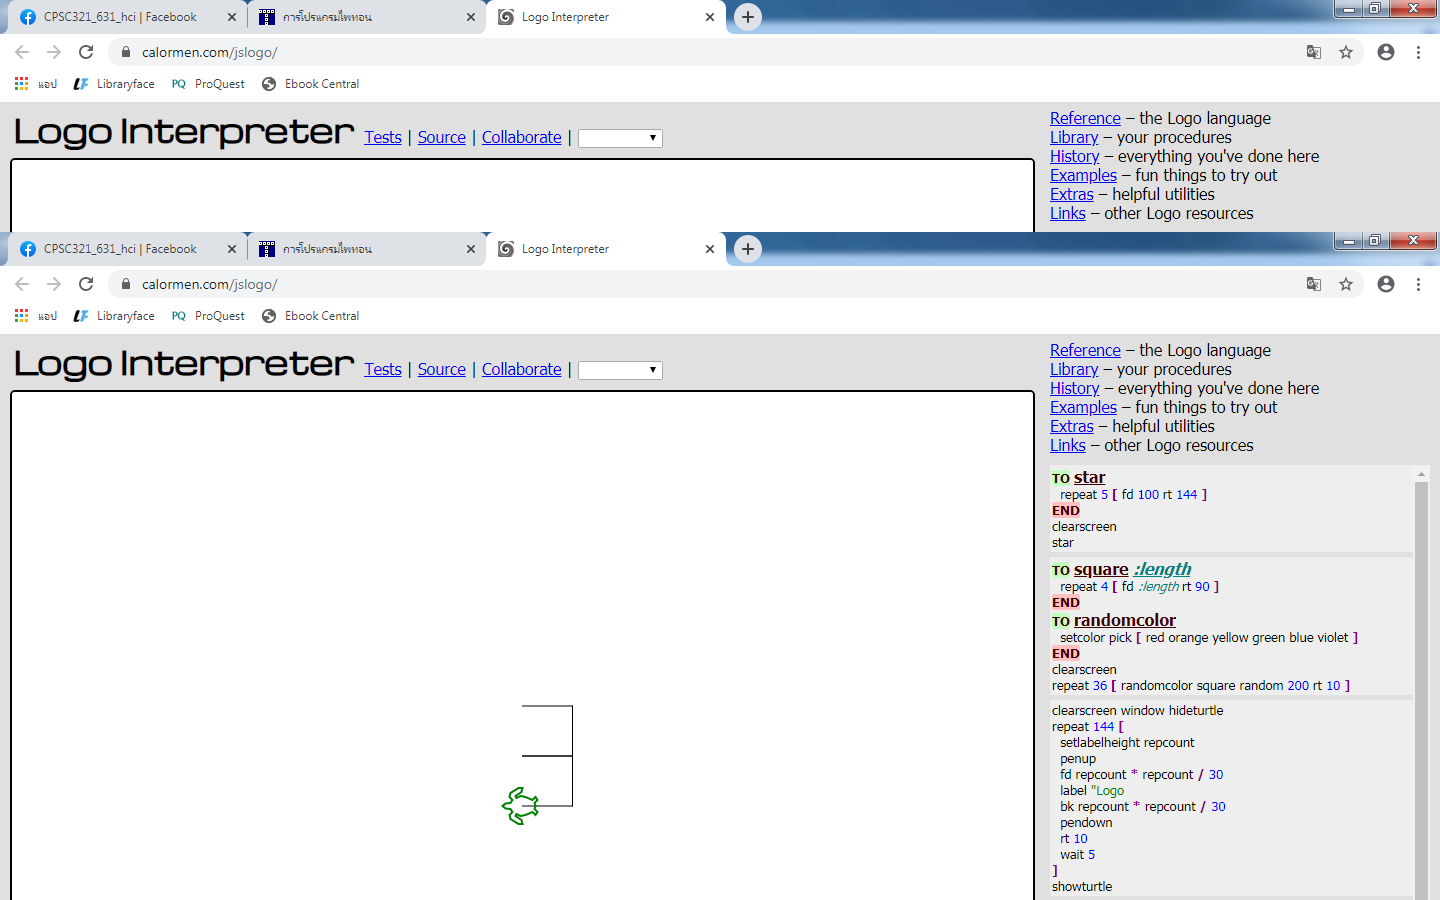 CPSC321_631_hci | Facebook
การโปรแกรมไพทอน
Logo Interpreter
calormen.com/jslogo/
แอป
Libraryface
PQ ProQuest
Ebook Central
Logo Interpreter
Tests | Source | Collaborate |
Reference – the Logo language
Library – your procedures
History – everything you've done here
Examples – fun things to try out
Extras – helpful utilities
Links – other Logo resources
CPSC321_631_hci | Facebook
การโปรแกรมไพทอน
Logo Interpreter
calormen.com/jslogo/
แอป
Libraryface
PQ ProQuest
Ebook Central
Logo Interpreter
Tests | Source | Collaborate |
Reference – the Logo language
Library – your procedures
History – everything you've done here
Examples – fun things to try out
Extras – helpful utilities
Links – other Logo resources
TO star
repeat 5 [ fd 100 rt 144 ]
END
clearscreen
star
TO square :length
repeat 4 [ fd :length rt 90 ]
END
TO randomcolor
setcolor pick [ red orange yellow green blue violet ]
END
clearscreen
repeat 36 [ randomcolor square random 200 rt 10 ]
clearscreen window hideturtle
repeat 144 [
setlabelheight repcount
penup
fd repcount * repcount / 30
label "Logo
bk repcount * repcount / 30
pendown
rt 10
wait 5
]
showturtle